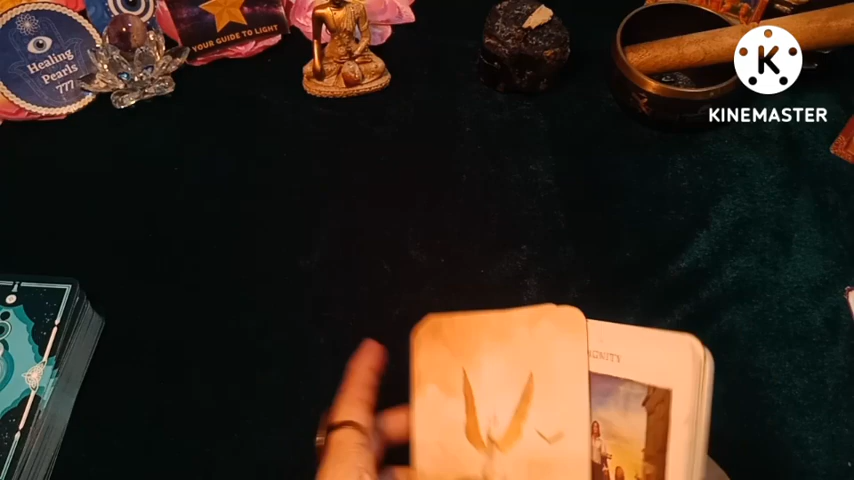 Healing
Pearls
777
YOUR GUIDE TO LIGHT
K
KINEMASTER